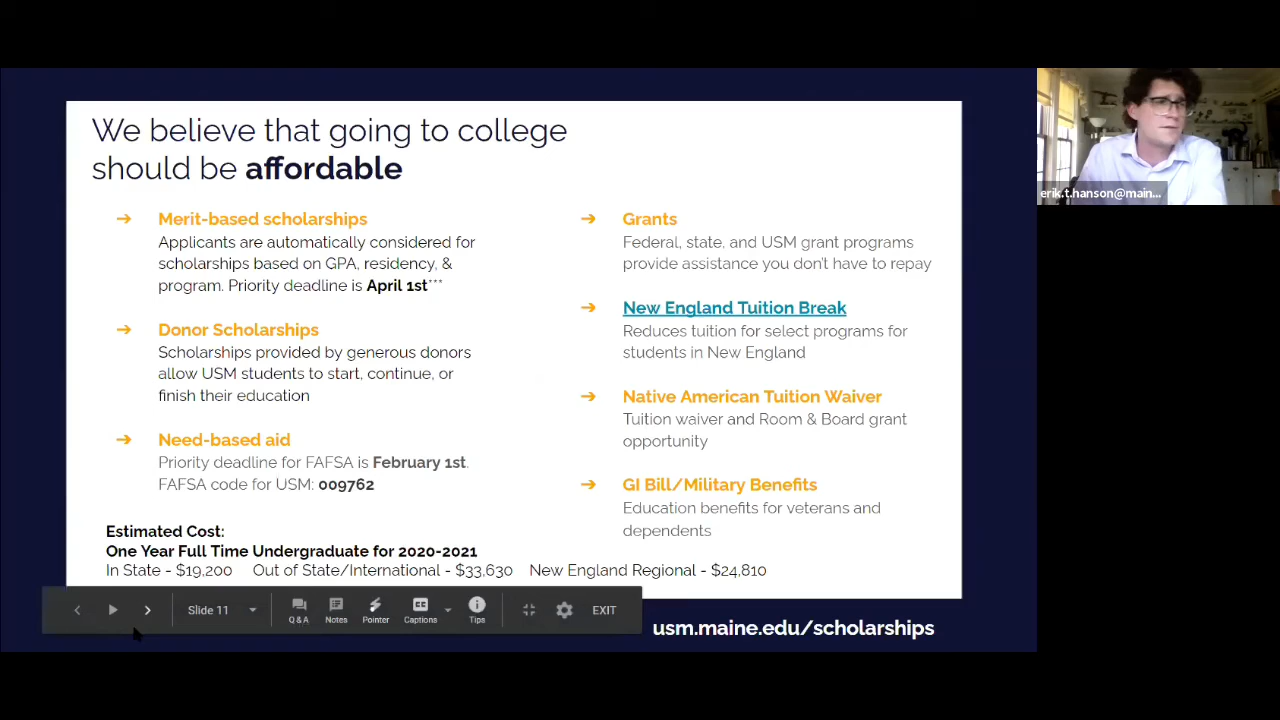 We believe that going to college
should be affordable
➔ Merit-based scholarships
Applicants are automatically considered for
scholarships based on GPA, residency, &
program. Priority deadline is April 1st***
➔ Donor Scholarships
Scholarships provided by generous donors
allow USM students to start, continue, or
finish their education
➔ Need-based aid
Priority deadline for FAFSA is February 1st.
FAFSA code for USM: 009762
➔ Grants
Federal, state, and USM grant programs
provide assistance you don't have to repay
➔ New England Tuition Break
Reduces tuition for select programs for
students in New England
➔ Native American Tuition Waiver
Tuition waiver and Room & Board grant
opportunity
➔ GI Bill/Military Benefits
Education benefits for veterans and
dependents
Estimated Cost:
One Year Full Time Undergraduate for 2020-2021
In State - $19,200 Out of State/International - $33,630 New England Regional - $24,810
Slide 11 Q & A Notes Pointer Captions Tips EXIT
usm.maine.edu/scholarships
erik.t.hanson@main...